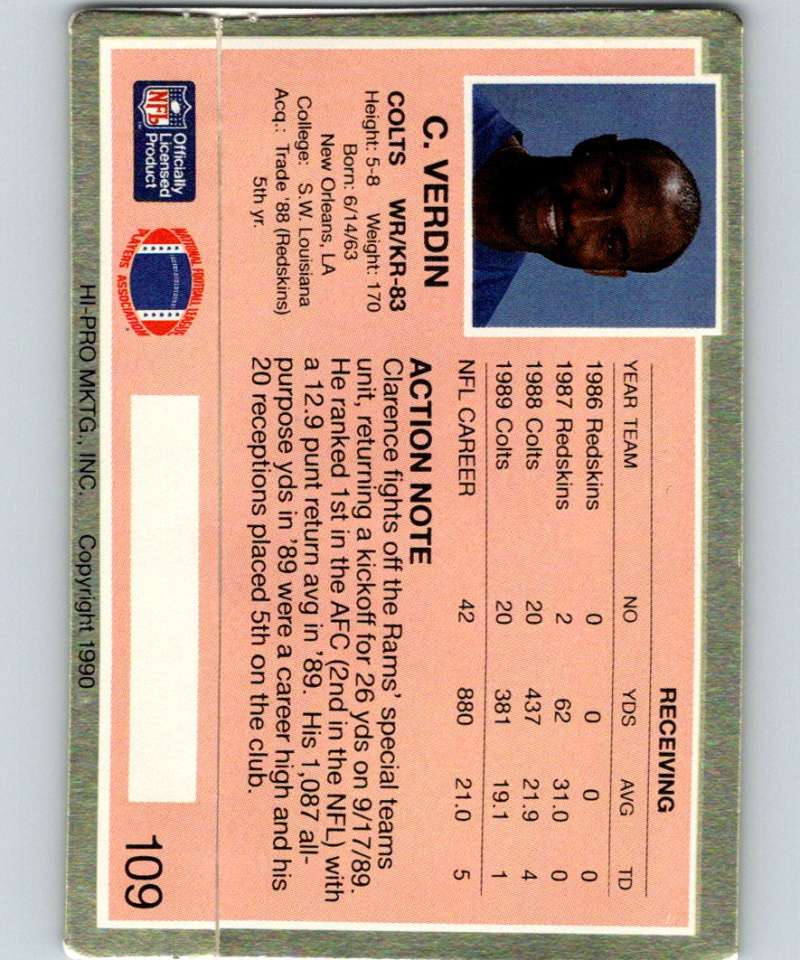 C. VERDIN
COLTS WR/KR-83
Height: 5-8 Weight: 170
Born: 6/14/63
New Orleans, LA
College: S.W. Louisiana
Acq.: Trade '88 (Redskins)
5th yr.
RECEIVING
YEAR TEAM NO YDS AVG TD
1986 Redskins 0 0 0 0
1987 Redskins 2 62 31.0 0
1988 Colts 20 437 21.9 4
1989 Colts 20 381 19.1 1
NFL CAREER 42 880 21.0 5
ACTION NOTE
Clarence fights off the Rams' special teams
unit, returning a kickoff for 26 yds on 9/17/89.
He ranked 1st in the AFC (2nd in the NFL) with
a 12.9 punt return avg in '89. His 1,087 all-
purpose yds in '89 were a career high and his
20 receptions placed 5th on the club.
NFL
Officially
Licensed
Product
NATIONAL FOOTBALL LEAGUE
PLAYERS ASSOCIATION
109
HI-PRO MKTG., INC. Copyright 1990